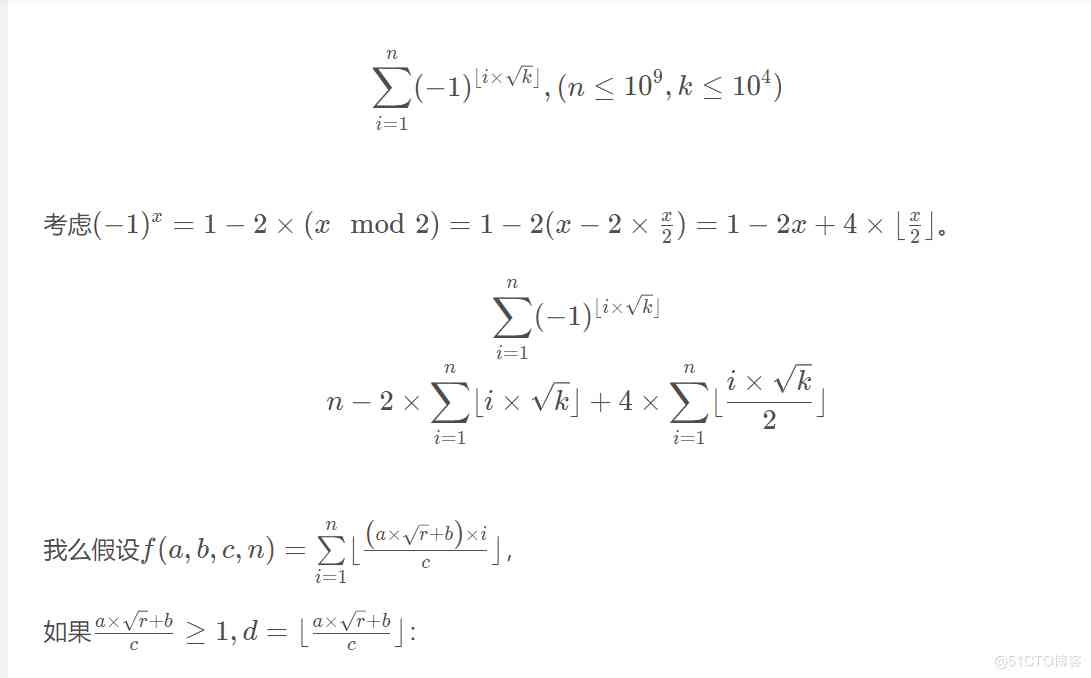 \sum_{i=1}^{n}(-1)^{\lfloor i \times \sqrt{k} \rfloor}, (n \leq 10^9, k \leq 10^4)
考虑(-1)^x = 1 - 2 \times (x \mod 2) = 1 - 2(x - 2 \times \frac{x}{2}) = 1 - 2x + 4 \times \lfloor \frac{x}{2} \rfloor。
\sum_{i=1}^{n}(-1)^{\lfloor i \times \sqrt{k} \rfloor}
n - 2 \times \sum_{i=1}^{n} \lfloor i \times \sqrt{k} \rfloor + 4 \times \sum_{i=1}^{n} \lfloor \frac{i \times \sqrt{k}}{2} \rfloor
我么假设f(a, b, c, n) = \sum_{i=1}^{n} \lfloor \frac{(a \times \sqrt{r} + b) \times i}{c} \rfloor,
如果\frac{a \times \sqrt{r} + b}{c} \geq 1, d = \lfloor \frac{a \times \sqrt{r} + b}{c} \rfloor:
@51CTO博客